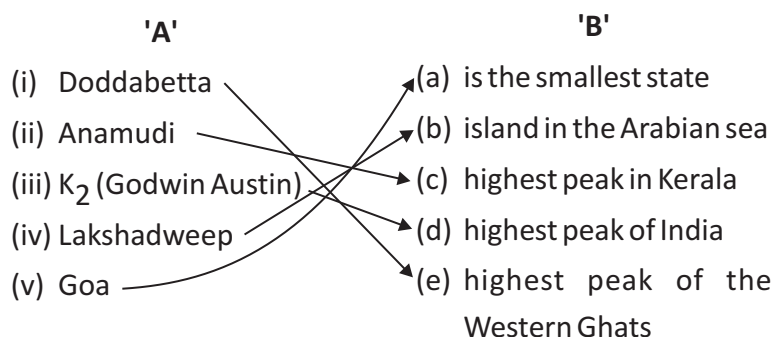 'A' 'B'
(i) Doddabetta (a) is the smallest state
(ii) Anamudi (b) island in the Arabian sea
(iii) K2 (Godwin Austin) (c) highest peak in Kerala
(iv) Lakshadweep (d) highest peak of India
(v) Goa (e) highest peak of the
Western Ghats